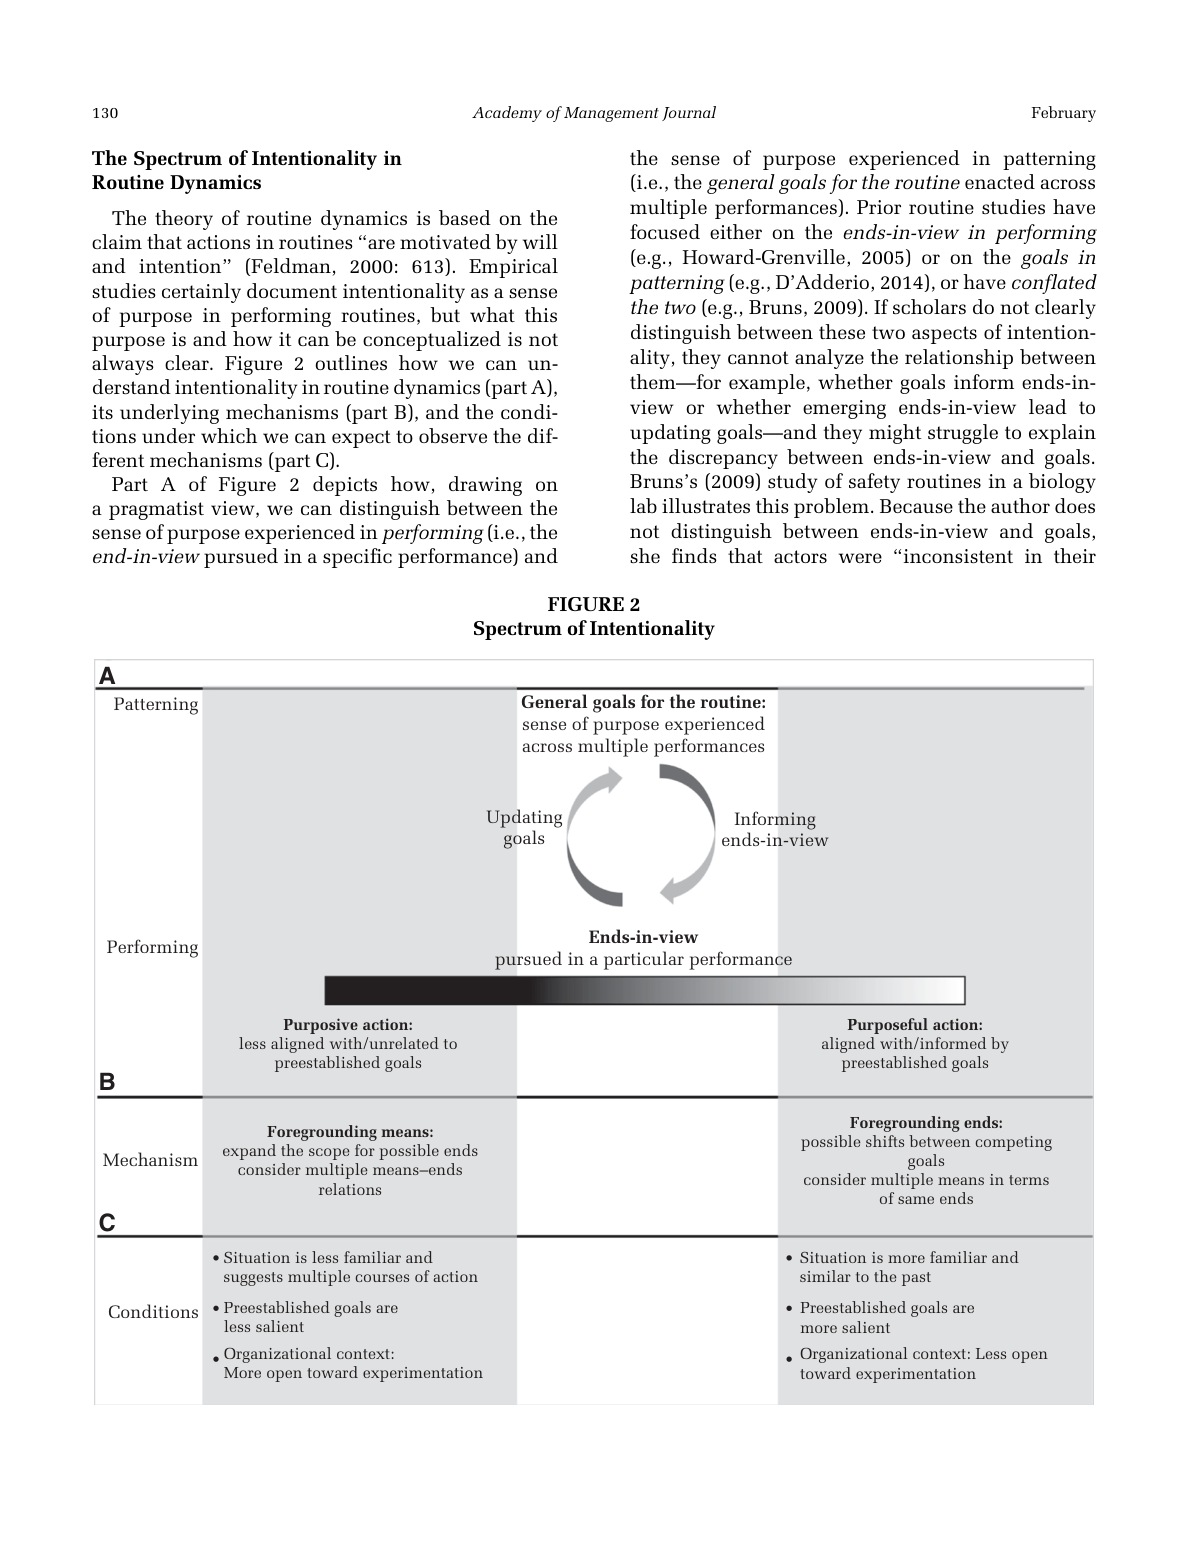 130
Academy of Management Journal
February
The Spectrum of Intentionality in
Routine Dynamics
The theory of routine dynamics is based on the
claim that actions in routines “are motivated by will
and intention” (Feldman, 2000: 613). Empirical
studies certainly document intentionality as a sense
of purpose in performing routines, but what this
purpose is and how it can be conceptualized is not
always clear. Figure 2 outlines how we can un-
derstand intentionality in routine dynamics (part A),
its underlying mechanisms (part B), and the condi-
tions under which we can expect to observe the dif-
ferent mechanisms (part C).
Part A of Figure 2 depicts how, drawing on
a pragmatist view, we can distinguish between the
sense of purpose experienced in performing (i.e., the
end-in-view pursued in a specific performance) and
the sense of purpose experienced in patterning
(i.e., the general goals for the routine enacted across
multiple performances). Prior routine studies have
focused either on the ends-in-view in performing
(e.g., Howard-Grenville, 2005) or on the goals in
patterning (e.g., D’Adderio, 2014), or have conflated
the two (e.g., Bruns, 2009). If scholars do not clearly
distinguish between these two aspects of intention-
ality, they cannot analyze the relationship between
them—for example, whether goals inform ends-in-
view or whether emerging ends-in-view lead to
updating goals—and they might struggle to explain
the discrepancy between ends-in-view and goals.
Bruns’s (2009) study of safety routines in a biology
lab illustrates this problem. Because the author does
not distinguish between ends-in-view and goals,
she finds that actors were “inconsistent in their
FIGURE 2
Spectrum of Intentionality
A
Patterning
General goals for the routine:
sense of purpose experienced
across multiple performances
Updating
goals
Informing
ends-in-view
Performing
Ends-in-view
pursued in a particular performance
Purposive action:
less aligned with/unrelated to
preestablished goals
Purposeful action:
aligned with/informed by
preestablished goals
B
Mechanism
Foregrounding means:
expand the scope for possible ends
consider multiple means–ends
relations
Foregrounding ends:
possible shifts between competing
goals
consider multiple means in terms
of same ends
C
Conditions
• Situation is less familiar and
suggests multiple courses of action
• Preestablished goals are
less salient
• Organizational context:
More open toward experimentation
• Situation is more familiar and
similar to the past
• Preestablished goals are
more salient
• Organizational context: Less open
toward experimentation